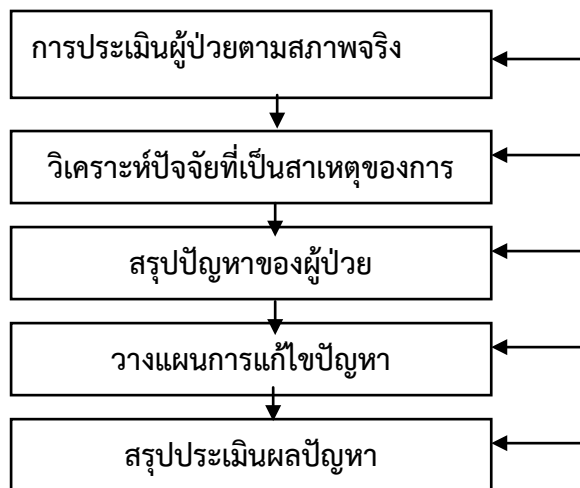 การประเมินผู้ป่วยตามสภาพจริง
วิเคราะห์ปัจจัยที่เป็นสาเหตุของการ
สรุปปัญหาของผู้ป่วย
วางแผนการแก้ไขปัญหา
สรุปประเมินผลปัญหา